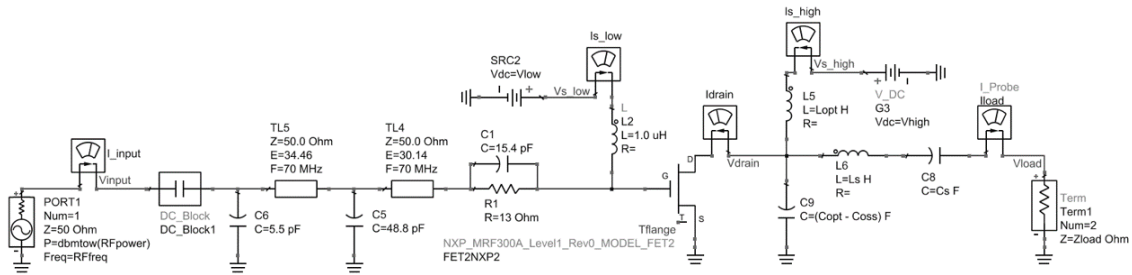 Is_high
Is_low
SRC2
Vdc=Vlow
Vs_low
Vs_high
V_DC
G3
Vdc=Vhigh
I_Probe
Iload
Idrain
L5
L=Lopt H
R=
L
L2
L=1.0 uH
R=
TL5
Z=50.0 Ohm
E=34.46
F=70 MHz
TL4
Z=50.0 Ohm
E=30.14
F=70 MHz
C1
C=15.4 pF
I_input
Vinput
Vdrain
L6
L=Ls H
R=
C8
C=Cs F
Vload
D
G
S
T
Tflange
PORT1
Num=1
Z=50 Ohm
P=dbmtow(RFpower)
Freq=RFfreq
DC_Block
DC_Block1
C6
C=5.5 pF
C5
C=48.8 pF
R1
R=13 Ohm
NXP_MRF300A_Level1_Rev0_MODEL_FET2
FET2NXP2
C9
C=(Copt - Coss) F
Term
Term1
Num=2
Z=Zload Ohm